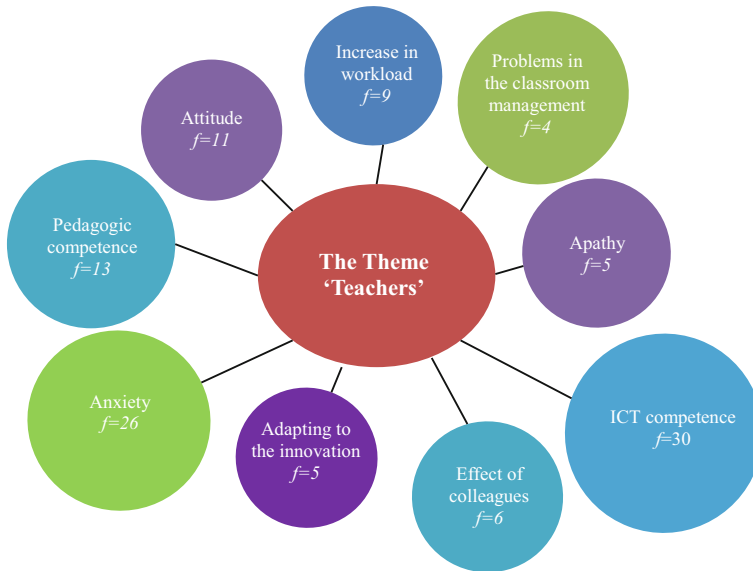 Increase in
workload
f=9
Problems in
the classroom
management
f=4
Attitude
f=11
Pedagogic
competence
f=13
The Theme
‘Teachers’
Apathy
f=5
Anxiety
f=26
Adapting to
the innovation
f=5
Effect of
colleagues
f=6
ICT competence
f=30